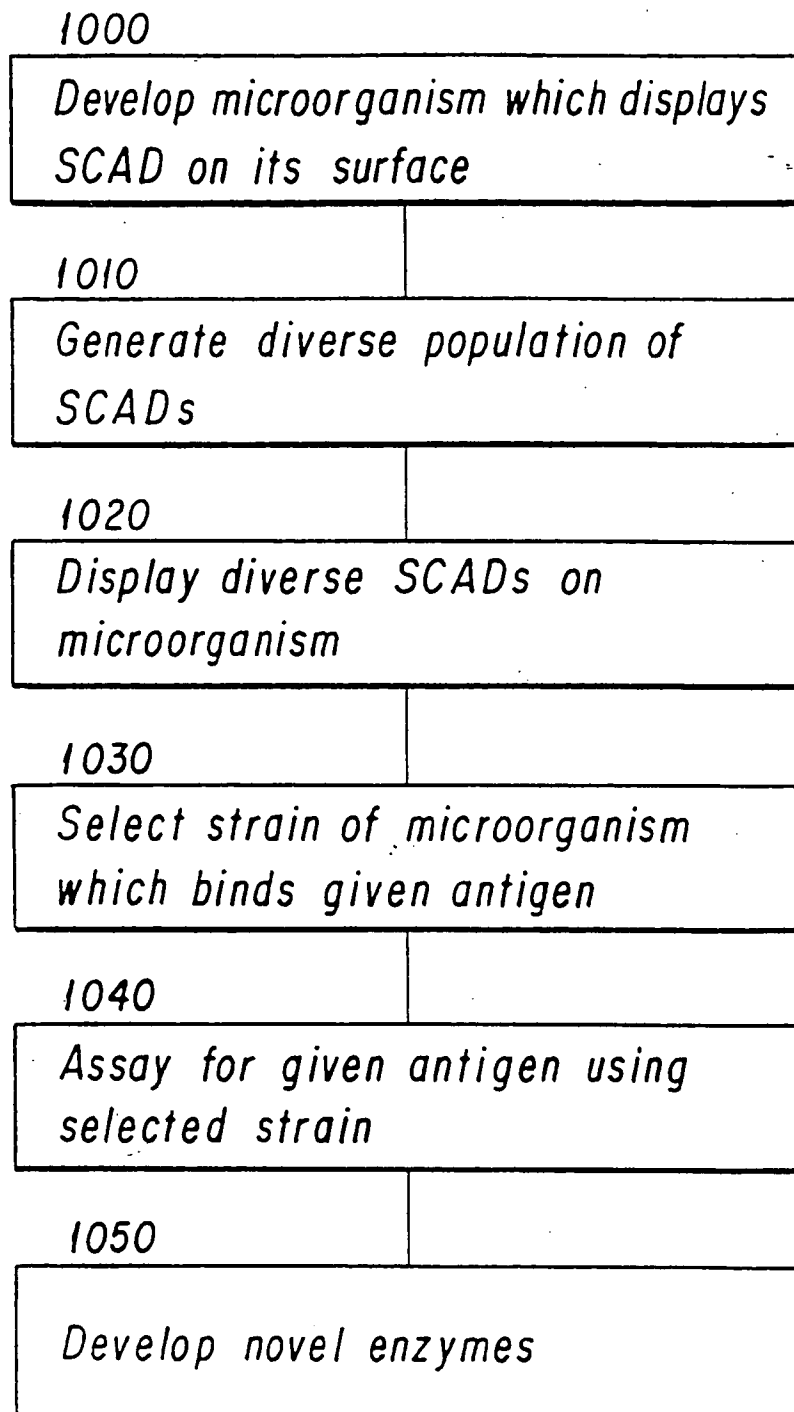 1000
Develop microorganism which displays
SCAD on its surface
1010
Generate diverse population of
SCADs
1020
Display diverse SCADs on
microorganism
1030
Select strain of microorganism
which binds given antigen
1040
Assay for given antigen using
selected strain
1050
Develop novel enzymes